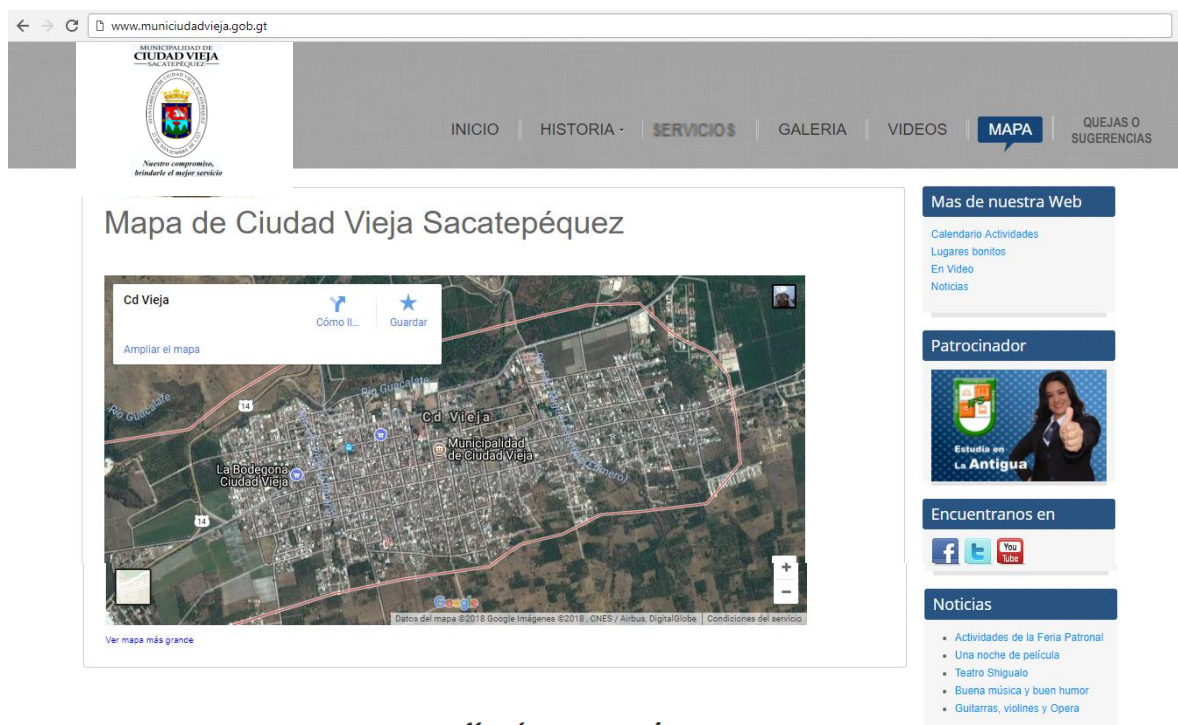 www.municiudadvieja.gob.gt
MUNICIPALIDAD DE
CIUDAD VIEJA
SACATEPÉQUEZ
Nuestro compromiso,
brindarle el mejor servicio
INICIO
HISTORIA
SERVICIOS
GALERIA
VIDEOS
MAPA
QUEJAS O
SUGERENCIAS
Mapa de Ciudad Vieja Sacatepéquez
Cd Vieja
Cómo ll...
Guardar
Ampliar el mapa
Río Guacalate
Río Guacalate
14
Cd Vieja
Municipalidad
de Ciudad Vieja
La Bodegona
Ciudad Vieja
14
Google
Datos del mapa ©2018 Google Imágenes ©2018 , CNES / Airbus, DigitalGlobe
Condiciones del servicio
+
−
Ver mapa más grande
Mas de nuestra Web
Calendario Actividades
Lugares bonitos
En Video
Noticias
Patrocinador
Estudia en
La Antigua
Encuentranos en
You
Tube
Noticias
Actividades de la Feria Patronal
Una noche de película
Teatro Shigualo
Buena música y buen humor
Guitarras, violines y Opera